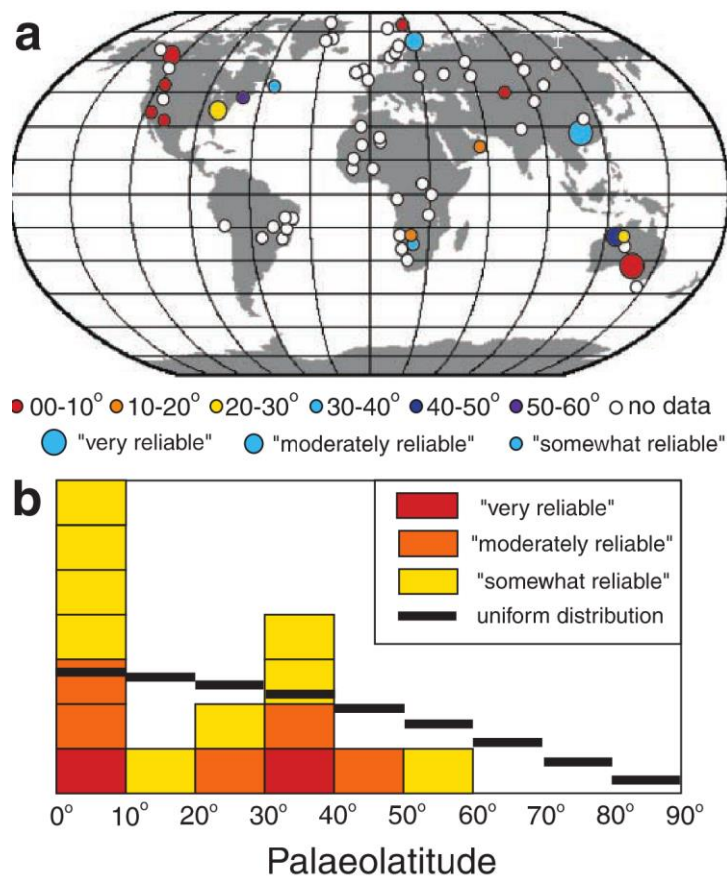 a
00-10° 10-20° 20-30° 30-40° 40-50° 50-60° no data
"very reliable" "moderately reliable" "somewhat reliable"
b
"very reliable"
"moderately reliable"
"somewhat reliable"
uniform distribution
0° 10° 20° 30° 40° 50° 60° 70° 80° 90°
Palaeolatitude